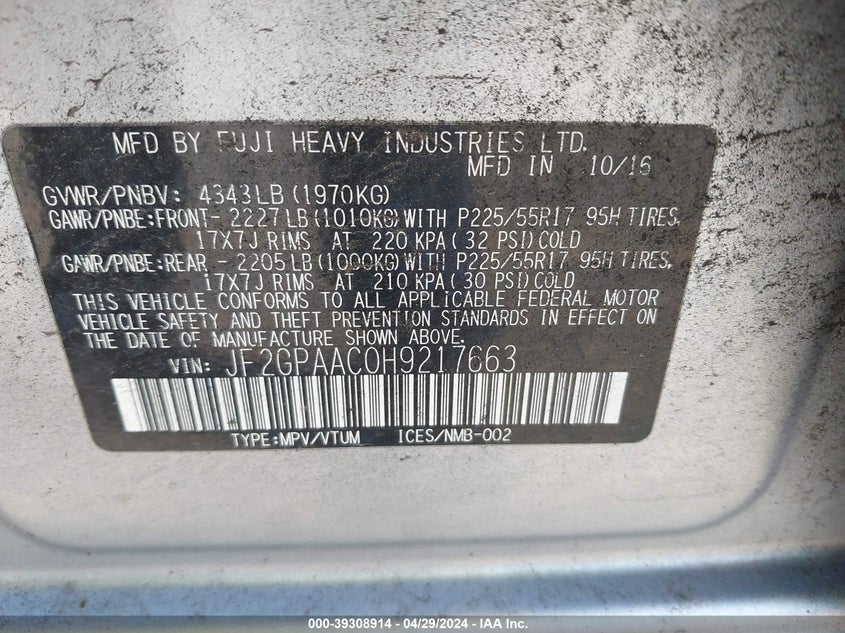 MFD BY FUJI HEAVY INDUSTRIES LTD.
MFD IN 10/16
GVWR/PNBV: 4343LB (1970KG)
GAWR/PNBE:FRONT- 2227LB(1010KG)WITH P225/55R17 95H TIRES,
17X7J RIMS AT 220 KPA(32 PSI)COLD
GAWR/PNBE:REAR - 2205LB(1000KG)WITH P225/55R17 95H TIRES,
17X7J RIMS AT 210 KPA(30 PSI)COLD
THIS VEHICLE CONFORMS TO ALL APPLICABLE FEDERAL MOTOR
VEHICLE SAFETY AND THEFT PREVENTION STANDARDS IN EFFECT ON
THE DATE OF MANUFACTURE SHOWN ABOVE.
VIN: JF2GPAAC0H9217663
TYPE:MPV/VTUM ICES/NMB-002
000-39308914 - 04/29/2024 - IAA Inc.